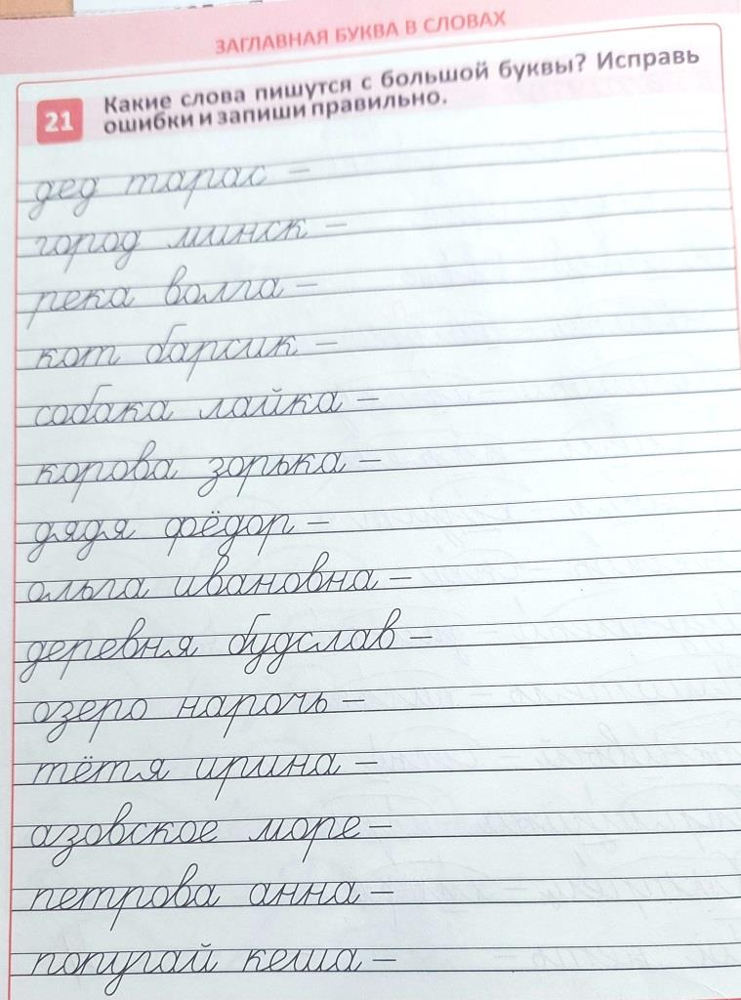 ЗАГЛАВНАЯ БУКВА В СЛОВАХ
21 Какие слова пишутся с большой буквы? Исправь
ошибки и запиши правильно.
дед тарас –
город минск –
река волга –
кот барсик –
собака лайка –
корова зорька –
дядя фёдор –
ольга ивановна –
деревня будслав –
озеро нарочь –
тётя ирина –
азовское море –
петрова анна –
попугай кеша –